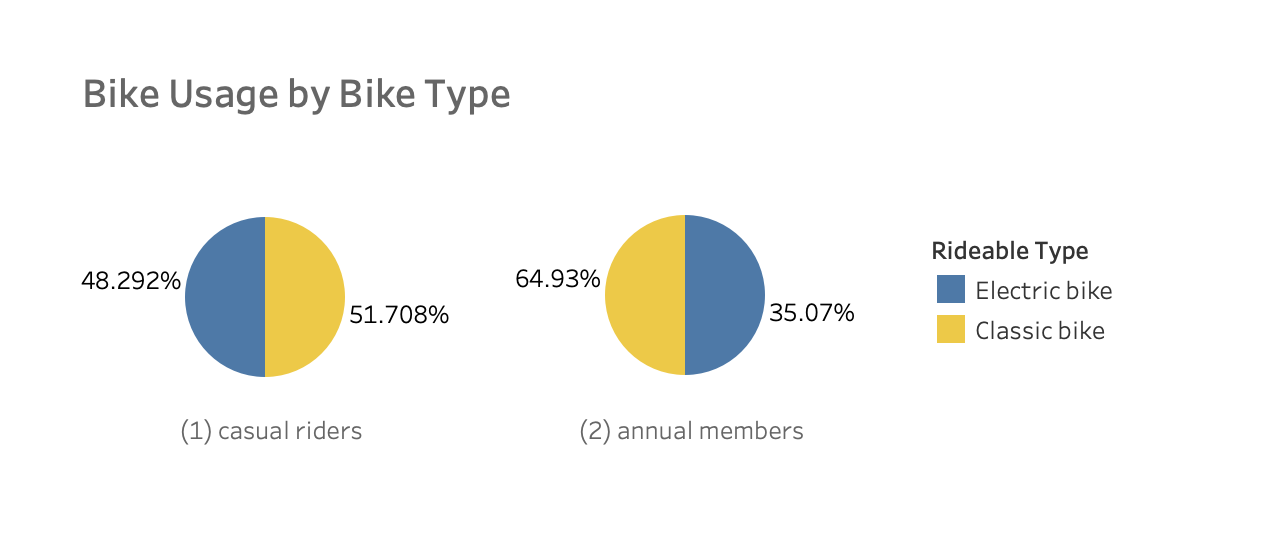 Bike Usage by Bike Type
48.292%
51.708%
(1) casual riders
64.93%
35.07%
(2) annual members
Rideable Type
Electric bike
Classic bike